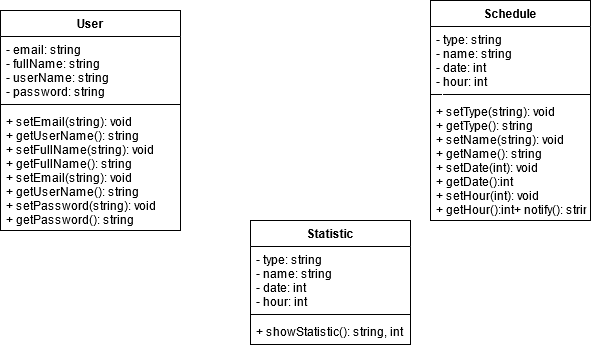 User
- email: string
- fullName: string
- userName: string
- password: string
+ setEmail(string): void
+ getUserName(): string
+ setFullName(string): void
+ getFullName(): string
+ setEmail(string): void
+ getUserName(): string
+ setPassword(string): void
+ getPassword(): string
Schedule
- type: string
- name: string
- date: int
- hour: int
+ setType(string): void
+ getType(): string
+ setName(string): void
+ getName(): string
+ setDate(int): void
+ getDate():int
+ setHour(int): void
+ getHour():int+ notify():
Statistic
- type: string
- name: string
- date: int
- hour: int
+ showStatistic(): string, int